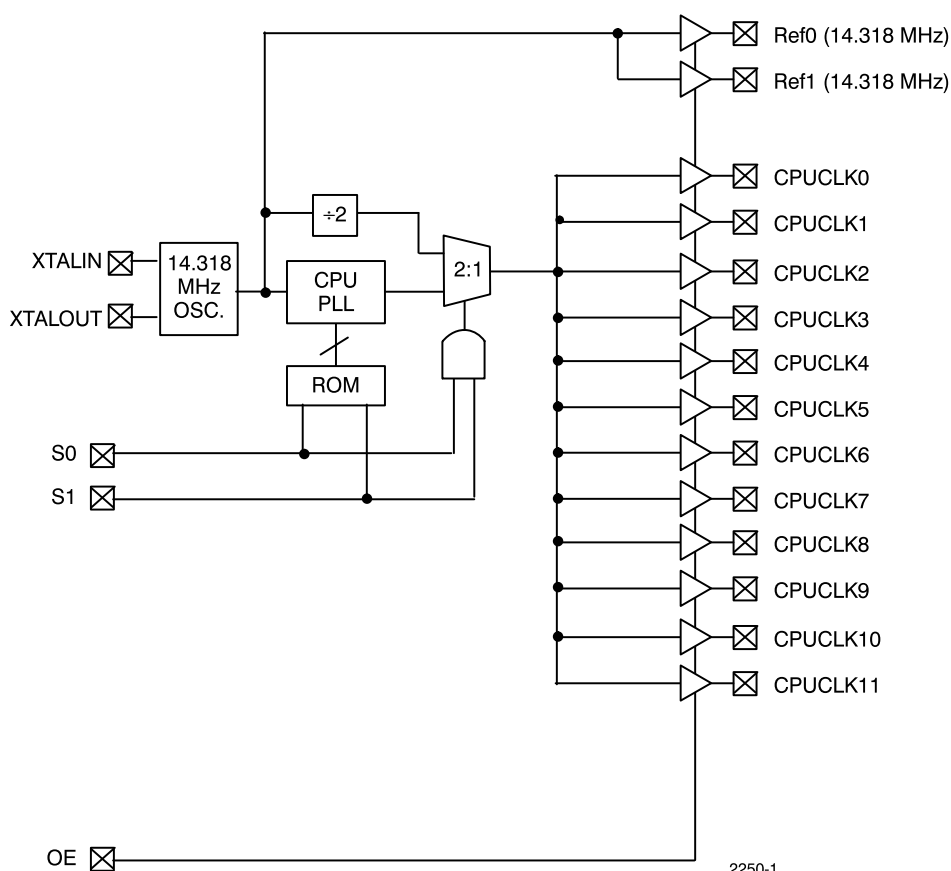 Ref0 (14.318 MHz)
Ref1 (14.318 MHz)
CPUCLK0
÷2
CPUCLK1
XTALIN
14.318
MHz
OSC.
XTALOUT
CPU
PLL
2:1
CPUCLK2
CPUCLK3
ROM
CPUCLK4
CPUCLK5
S0
CPUCLK6
S1
CPUCLK7
CPUCLK8
CPUCLK9
CPUCLK10
CPUCLK11
OE
2250-1